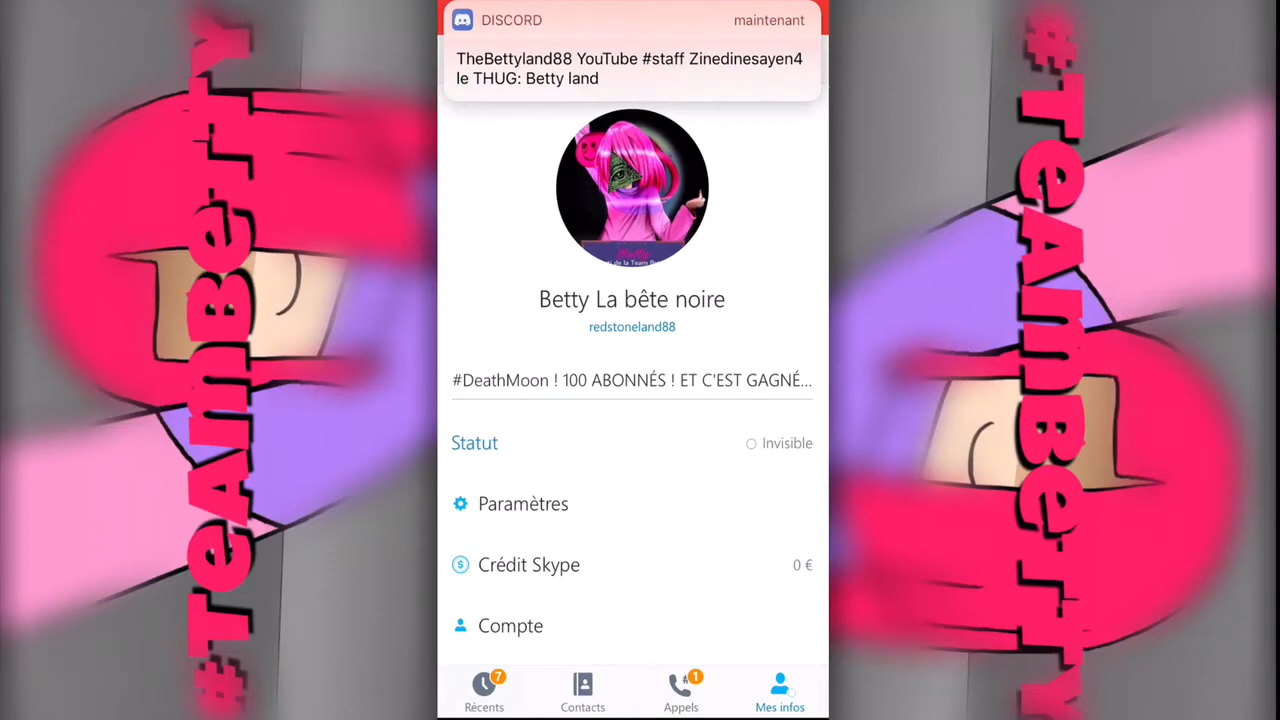 #TeAMBeTTY
DISCORD maintenant
TheBettyland88 YouTube #staff Zinedinesayen4
le THUG: Betty land
Betty La bête noire
redstoneland88
#DeathMoon ! 100 ABONNÉS ! ET C'EST GAGNÉ...
Statut Invisible
Paramètres
Crédit Skype 0 €
Compte
7 1
Récents Contacts Appels Mes infos
#TeAMBeTTY